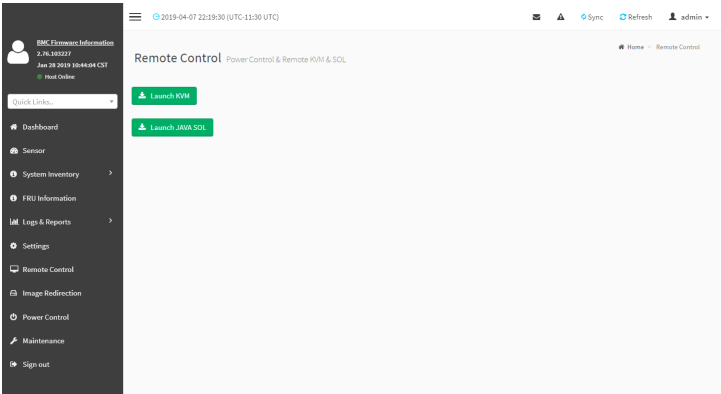 2019-04-07 22:19:30 (UTC-11:30 UTC)
Sync
Refresh
admin
BMC Firmware Information
2.76.103227
Jan 28 2019 10:44:04 CST
Host Online
Quick Links..
Dashboard
Sensor
System Inventory
FRU Information
Logs & Reports
Settings
Remote Control
Image Redirection
Power Control
Maintenance
Sign out
Remote Control Power Control & Remote KVM & SOL
Home > Remote Control
Launch KVM
Launch JAVA SOL